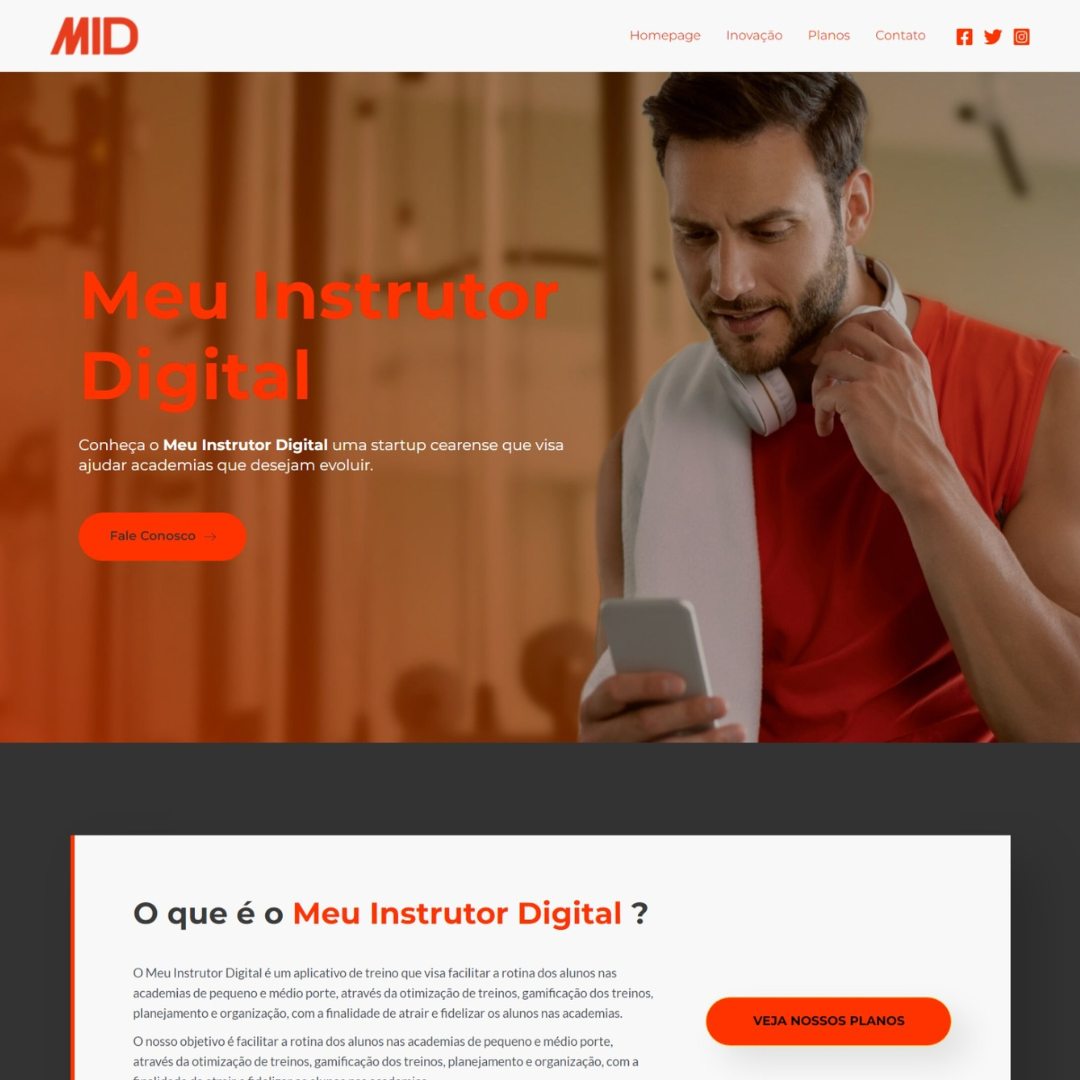 MID
Homepage Inovação Planos Contato
Meu Instrutor
Digital
Conheça o Meu Instrutor Digital uma startup cearense que visa
ajudar academias que desejam evoluir.
Fale Conosco →
O que é o Meu Instrutor Digital ?
O Meu Instrutor Digital é um aplicativo de treino que visa facilitar a rotina dos alunos nas
academias de pequeno e médio porte, através da otimização de treinos, gamificação dos treinos,
planejamento e organização, com a finalidade de atrair e fidelizar os alunos nas academias.
VEJA NOSSOS PLANOS
O nosso objetivo é facilitar a rotina dos alunos nas academias de pequeno e médio porte,
através da otimização de treinos, gamificação dos treinos, planejamento e organização, com a